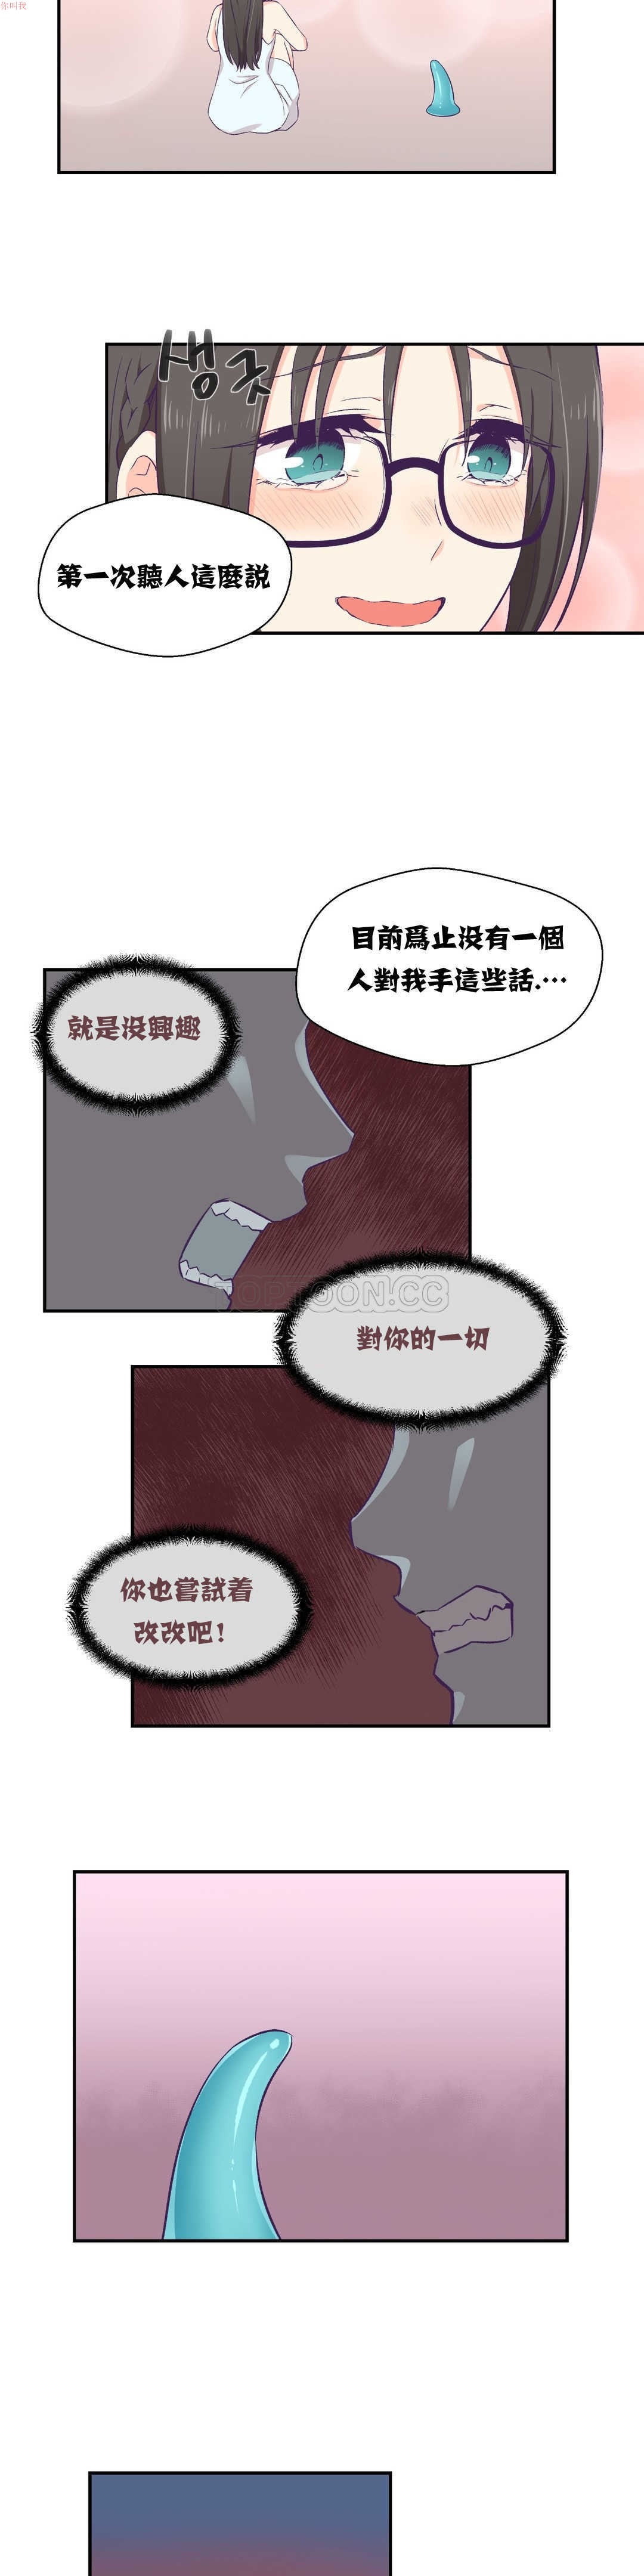 你叫我
생긋
第一次聽人這麼説
目前爲止没有一個
人對我手這些話.…
就是没興趣
TOPTOON.CC
對你的一切
你也嘗試着
改改吧!